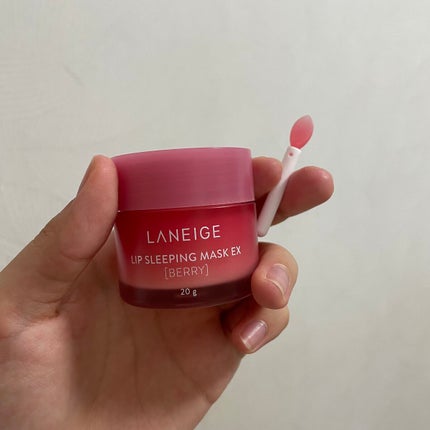 LANEIGE
LIP SLEEPING MASK EX
[BERRY]
20 g